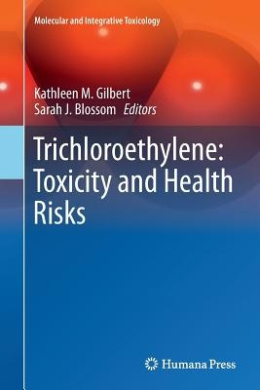 Molecular and Integrative Toxicology
Kathleen M. Gilbert
Sarah J. Blossom Editors
Trichloroethylene:
Toxicity and Health
Risks
Humana Press